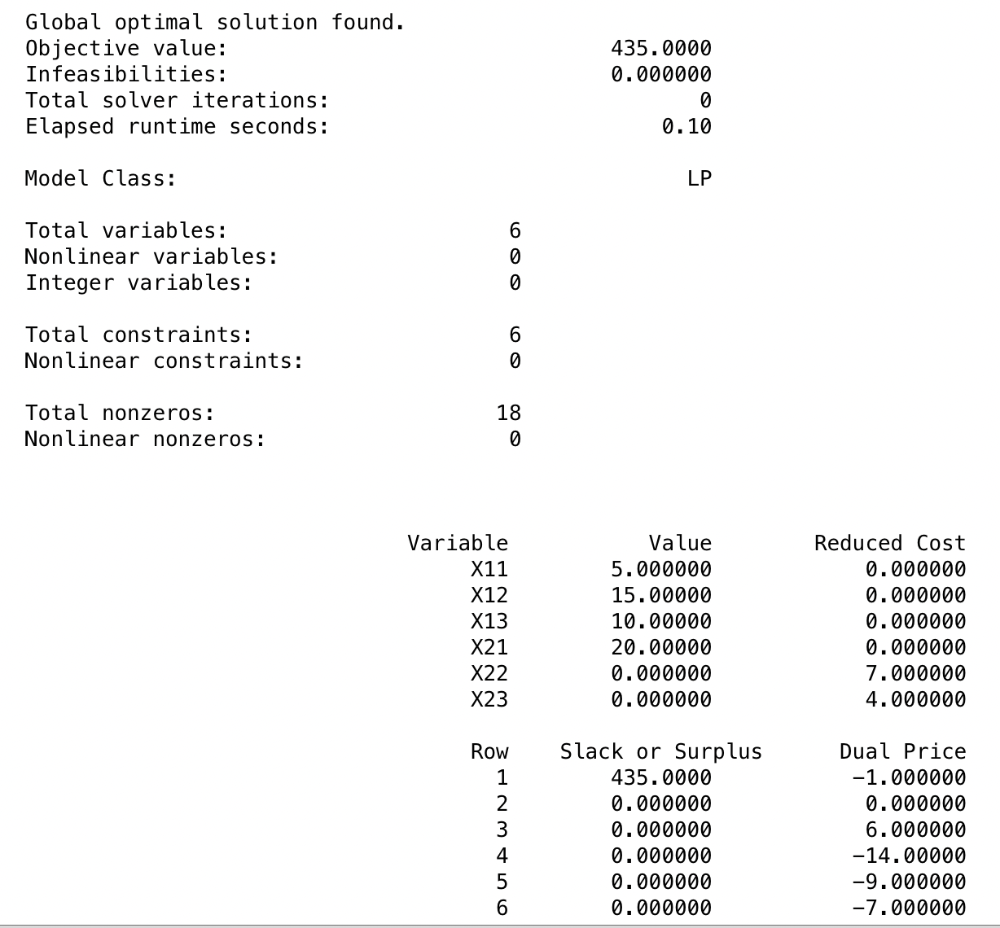 Global optimal solution found.
Objective value: 435.0000
Infeasibilities: 0.000000
Total solver iterations: 0
Elapsed runtime seconds: 0.10
Model Class: LP
Total variables: 6
Nonlinear variables: 0
Integer variables: 0
Total constraints: 6
Nonlinear constraints: 0
Total nonzeros: 18
Nonlinear nonzeros: 0
Variable Value Reduced Cost
X11 5.000000 0.000000
X12 15.00000 0.000000
X13 10.00000 0.000000
X21 20.00000 0.000000
X22 0.000000 7.000000
X23 0.000000 4.000000
Row Slack or Surplus Dual Price
1 435.0000 -1.000000
2 0.000000 0.000000
3 0.000000 6.000000
4 0.000000 -14.00000
5 0.000000 -9.000000
6 0.000000 -7.000000